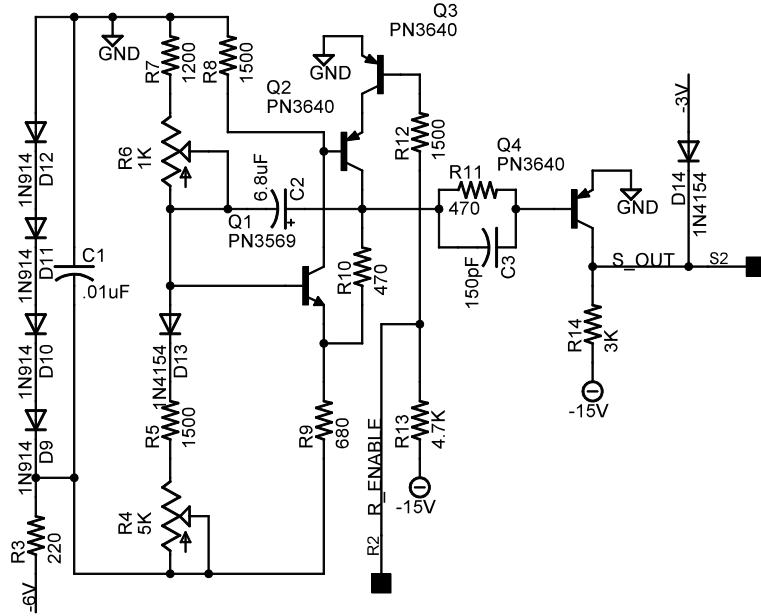 Q3
PN3640
GND
R7
1200
R8
1500
GND
Q2
PN3640
R12
1500
-3V
D12
1N914
R6
1K
6.8uF
C2
R11
470
Q4
PN3640
D14
1N4154
GND
Q1
PN3569
D11
1N914
C1
.01uF
R10
470
150pF
C3
S_OUT
S2
D10
1N914
D13
1N4154
R14
3K
-15V
D9
1N914
R5
1500
R9
680
R13
4.7K
R_ENABLE
-15V
R3
220
R4
5K
R2
-6V